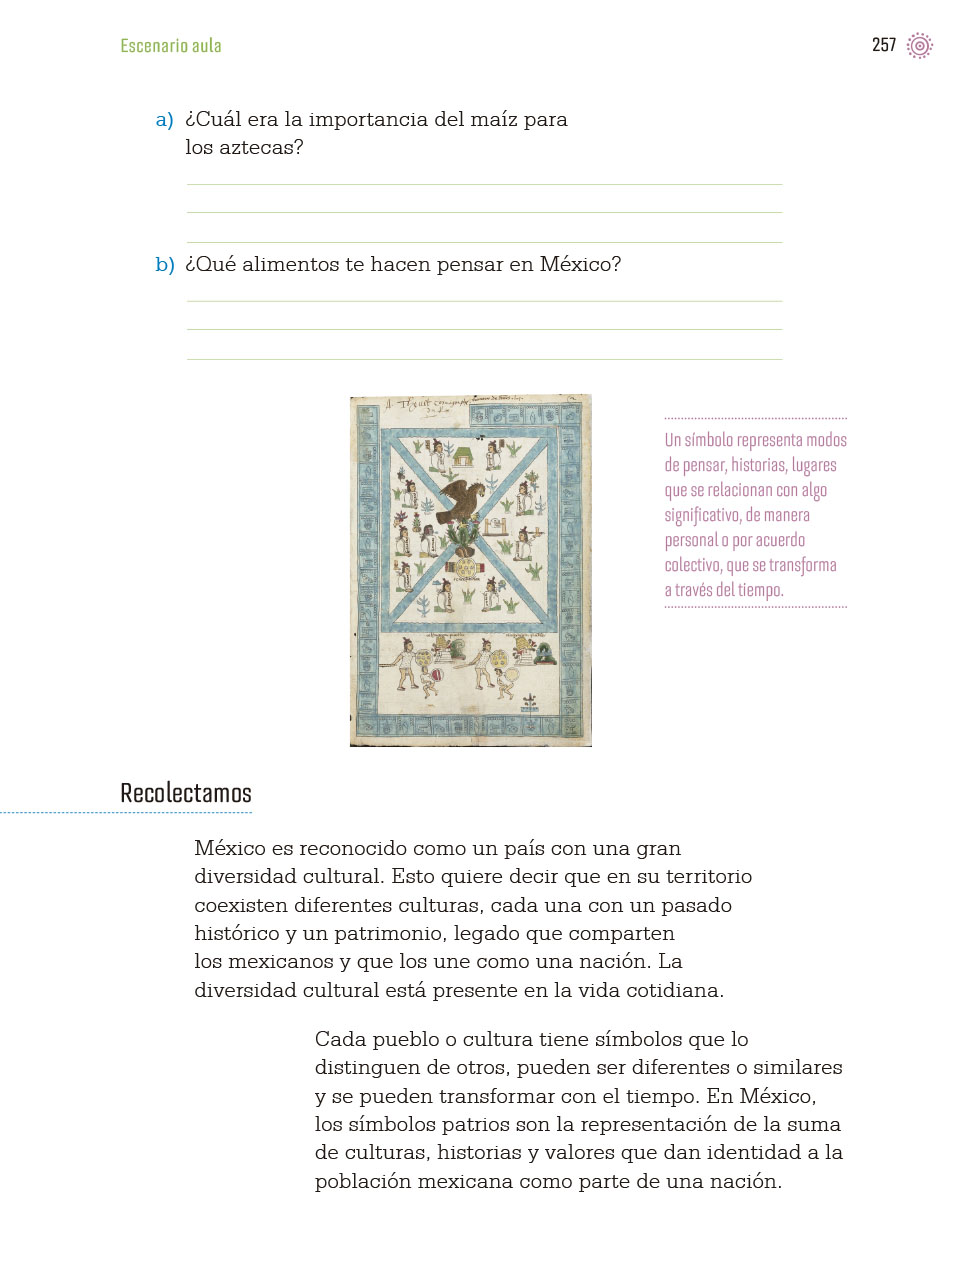 Escenario aula
257
a) ¿Cuál era la importancia del maíz para
los aztecas?
b) ¿Qué alimentos te hacen pensar en México?
Un símbolo representa modos
de pensar, historias, lugares
que se relacionan con algo
significativo, de manera
personal o por acuerdo
colectivo, que se transforma
a través del tiempo.
Recolectamos
México es reconocido como un país con una gran
diversidad cultural. Esto quiere decir que en su territorio
coexisten diferentes culturas, cada una con un pasado
histórico y un patrimonio, legado que comparten
los mexicanos y que los une como una nación. La
diversidad cultural está presente en la vida cotidiana.
Cada pueblo o cultura tiene símbolos que lo
distinguen de otros, pueden ser diferentes o similares
y se pueden transformar con el tiempo. En México,
los símbolos patrios son la representación de la suma
de culturas, historias y valores que dan identidad a la
población mexicana como parte de una nación.